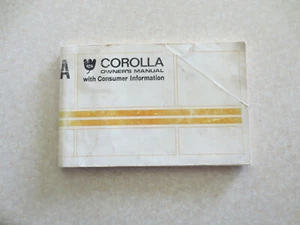 A
COROLLA
OWNER'S MANUAL
with Consumer Information